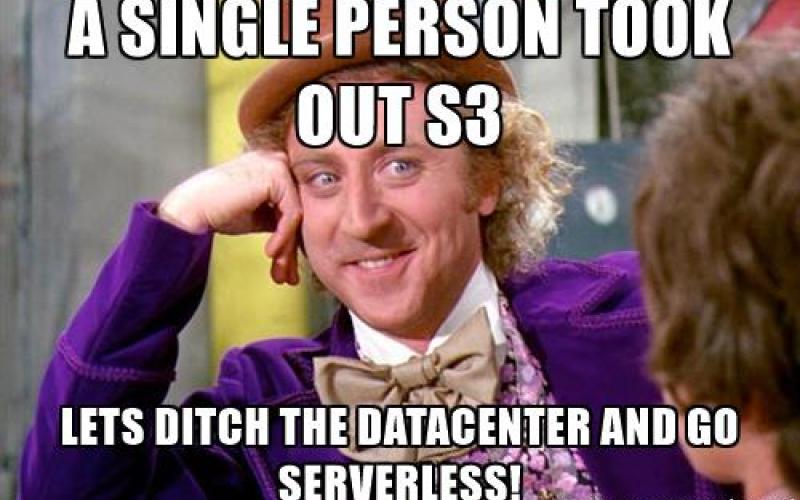 A SINGLE PERSON TOOK
OUT S3
LETS DITCH THE DATACENTER AND GO
SERVERLESS!